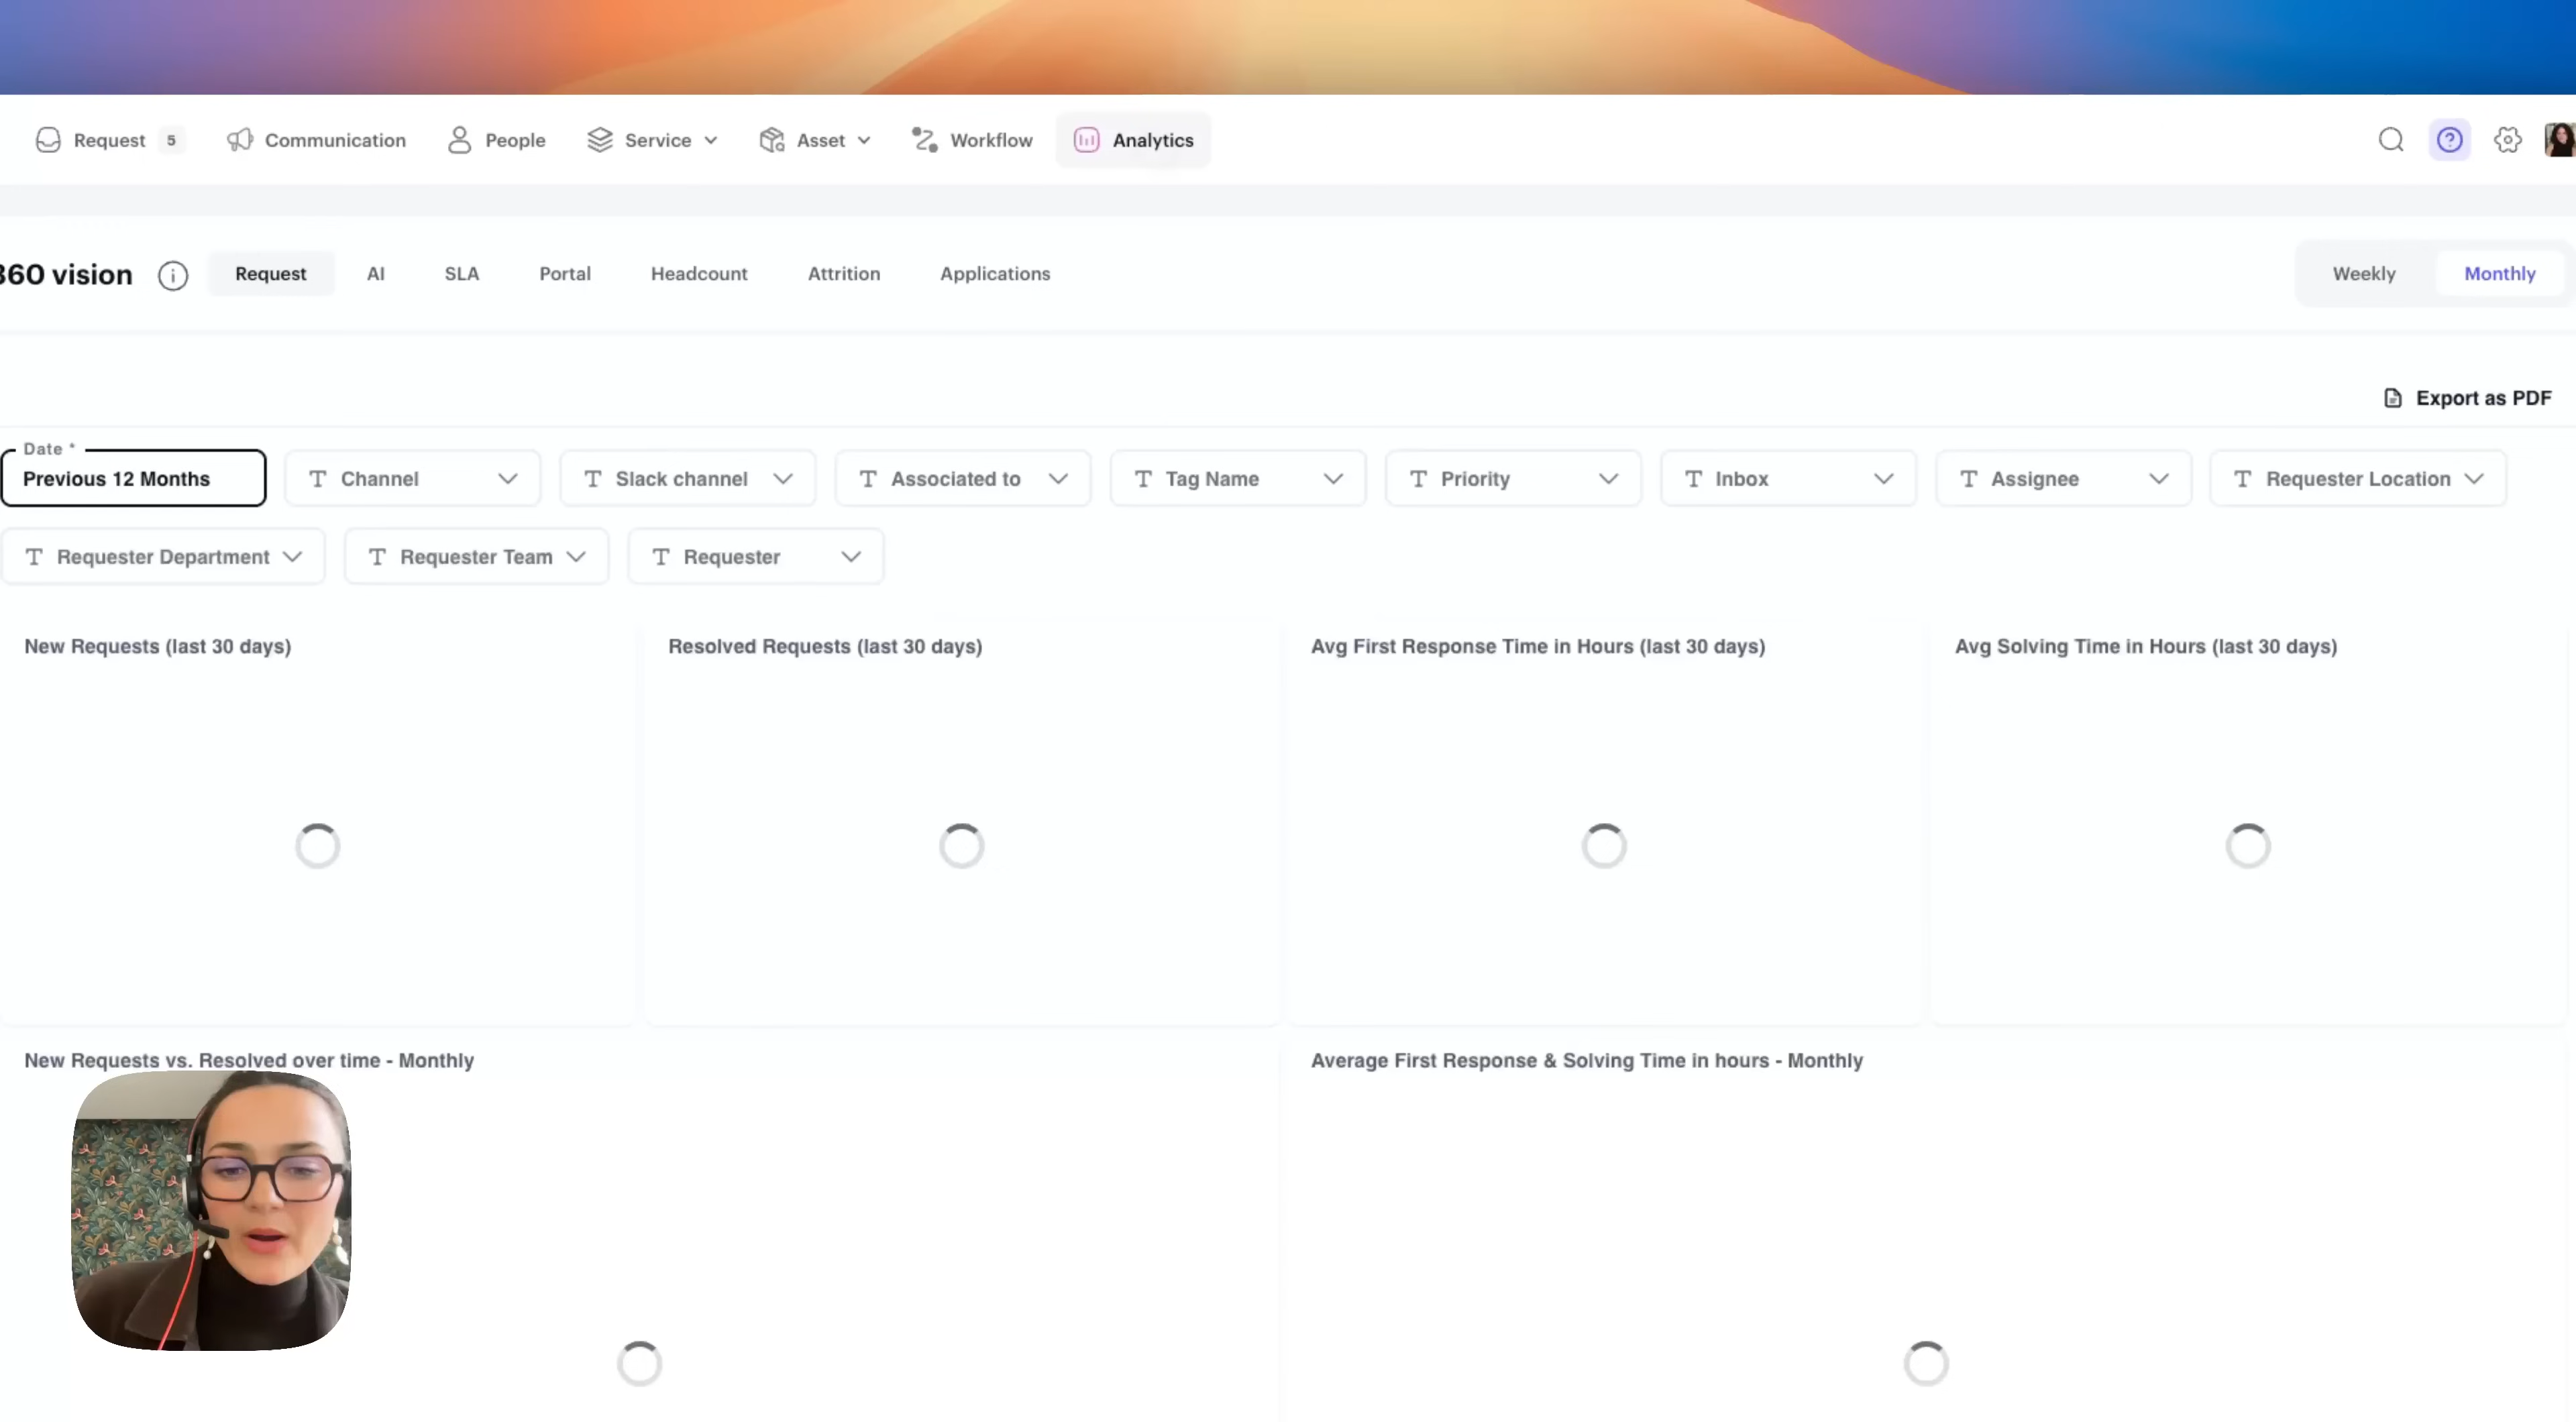 Request 5 Communication People Service Asset Workflow Analytics
360 vision Request AI SLA Portal Headcount Attrition Applications Weekly Monthly
Export as PDF
Date *
Previous 12 Months Channel Slack channel Associated to Tag Name Priority Inbox Assignee Requester Location
Requester Department Requester Team Requester
New Requests (last 30 days) Resolved Requests (last 30 days) Avg First Response Time in Hours (last 30 days) Avg Solving Time in Hours (last 30 days)
New Requests vs. Resolved over time - Monthly Average First Response & Solving Time in hours - Monthly